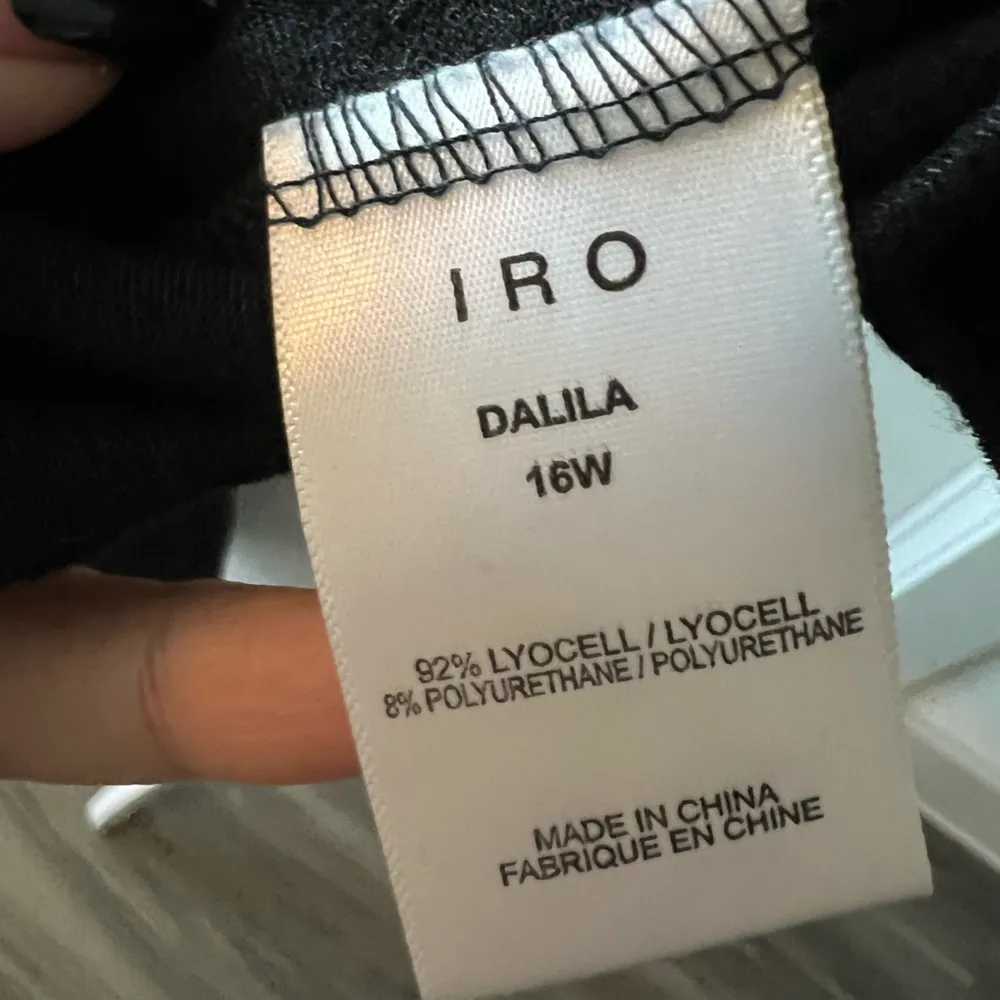 IRO
DALILA
16W
92% LYOCELL / LYOCELL
8% POLYURETHANE / POLYURETHANE
MADE IN CHINA
FABRIQUE EN CHINE